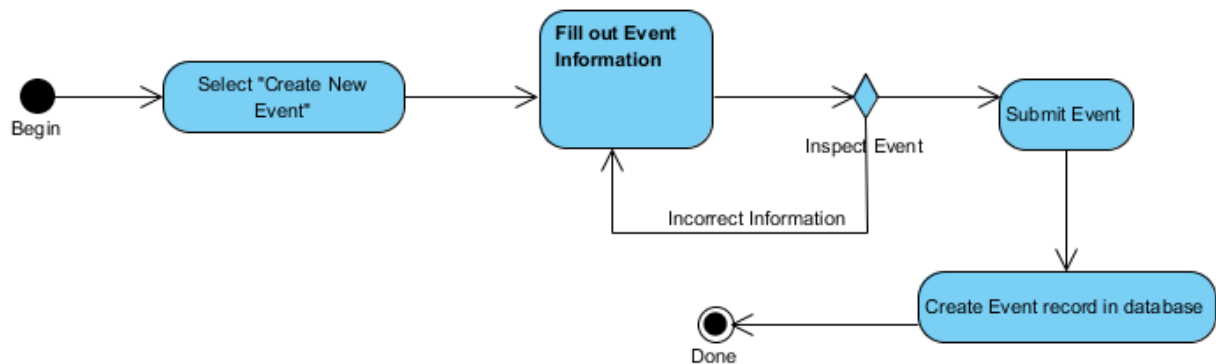 Begin
Select "Create New
Event"
Fill out Event
Information
Inspect Event
Incorrect Information
Submit Event
Create Event record in database
Done